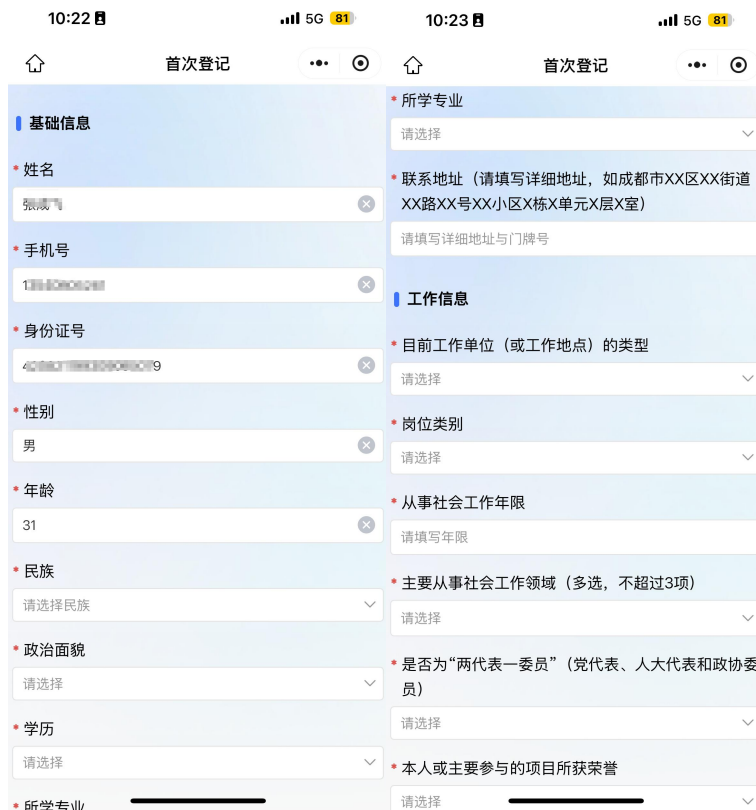 10:22
5G 81
首次登记
基础信息
* 姓名
* 手机号
* 身份证号
9
* 性别
男
* 年龄
31
* 民族
请选择民族
* 政治面貌
请选择
* 学历
请选择
* 所学专业
10:23
5G 81
首次登记
* 所学专业
请选择
* 联系地址（请填写详细地址，如成都市XX区XX街道
XX路XX号XX小区X栋X单元X层X室）
请填写详细地址与门牌号
工作信息
* 目前工作单位（或工作地点）的类型
请选择
* 岗位类别
请选择
* 从事社会工作年限
请填写年限
* 主要从事社会工作领域（多选，不超过3项）
请选择
* 是否为“两代表一委员”（党代表、人大代表和政协委
员）
请选择
* 本人或主要参与的项目所获荣誉
请选择